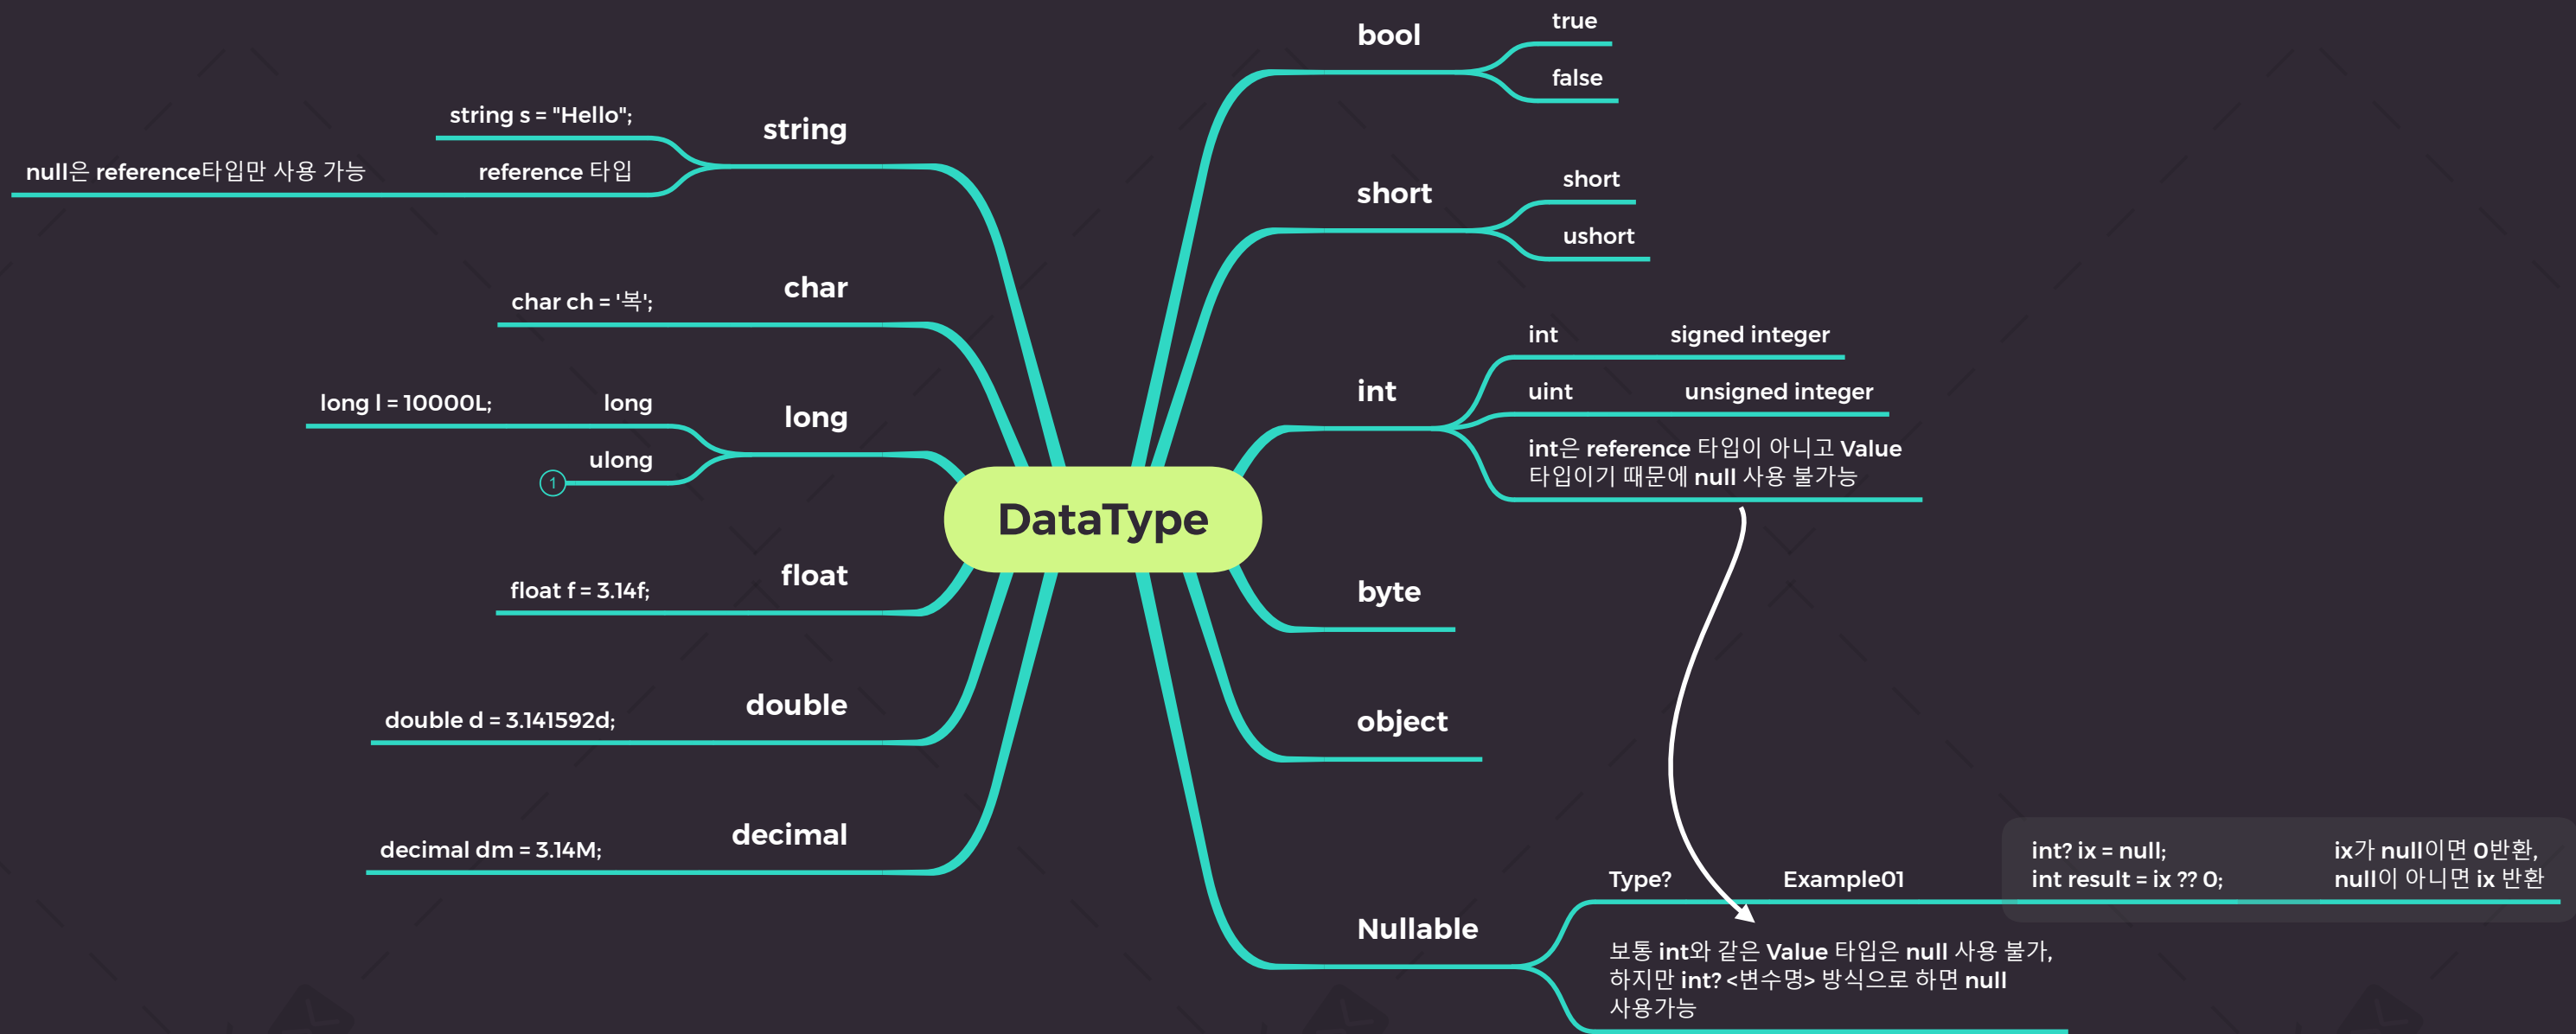 DataType
bool
true
false
short
short
ushort
int
int
signed integer
uint
unsigned integer
int은 reference 타입이 아니고 Value
타입이기 때문에 null 사용 불가능
byte
object
Nullable
Type?
Example01
int? ix = null;
int result = ix ?? 0;
ix가 null이면 0반환,
null이 아니면 ix 반환
보통 int와 같은 Value 타입은 null 사용 불가,
하지만 int? <변수명> 방식으로 하면 null
사용가능
string
string s = "Hello";
reference 타입
null은 reference타입만 사용 가능
char
char ch = '복';
long
long
long l = 10000L;
ulong
1
float
float f = 3.14f;
double
double d = 3.141592d;
decimal
decimal dm = 3.14M;